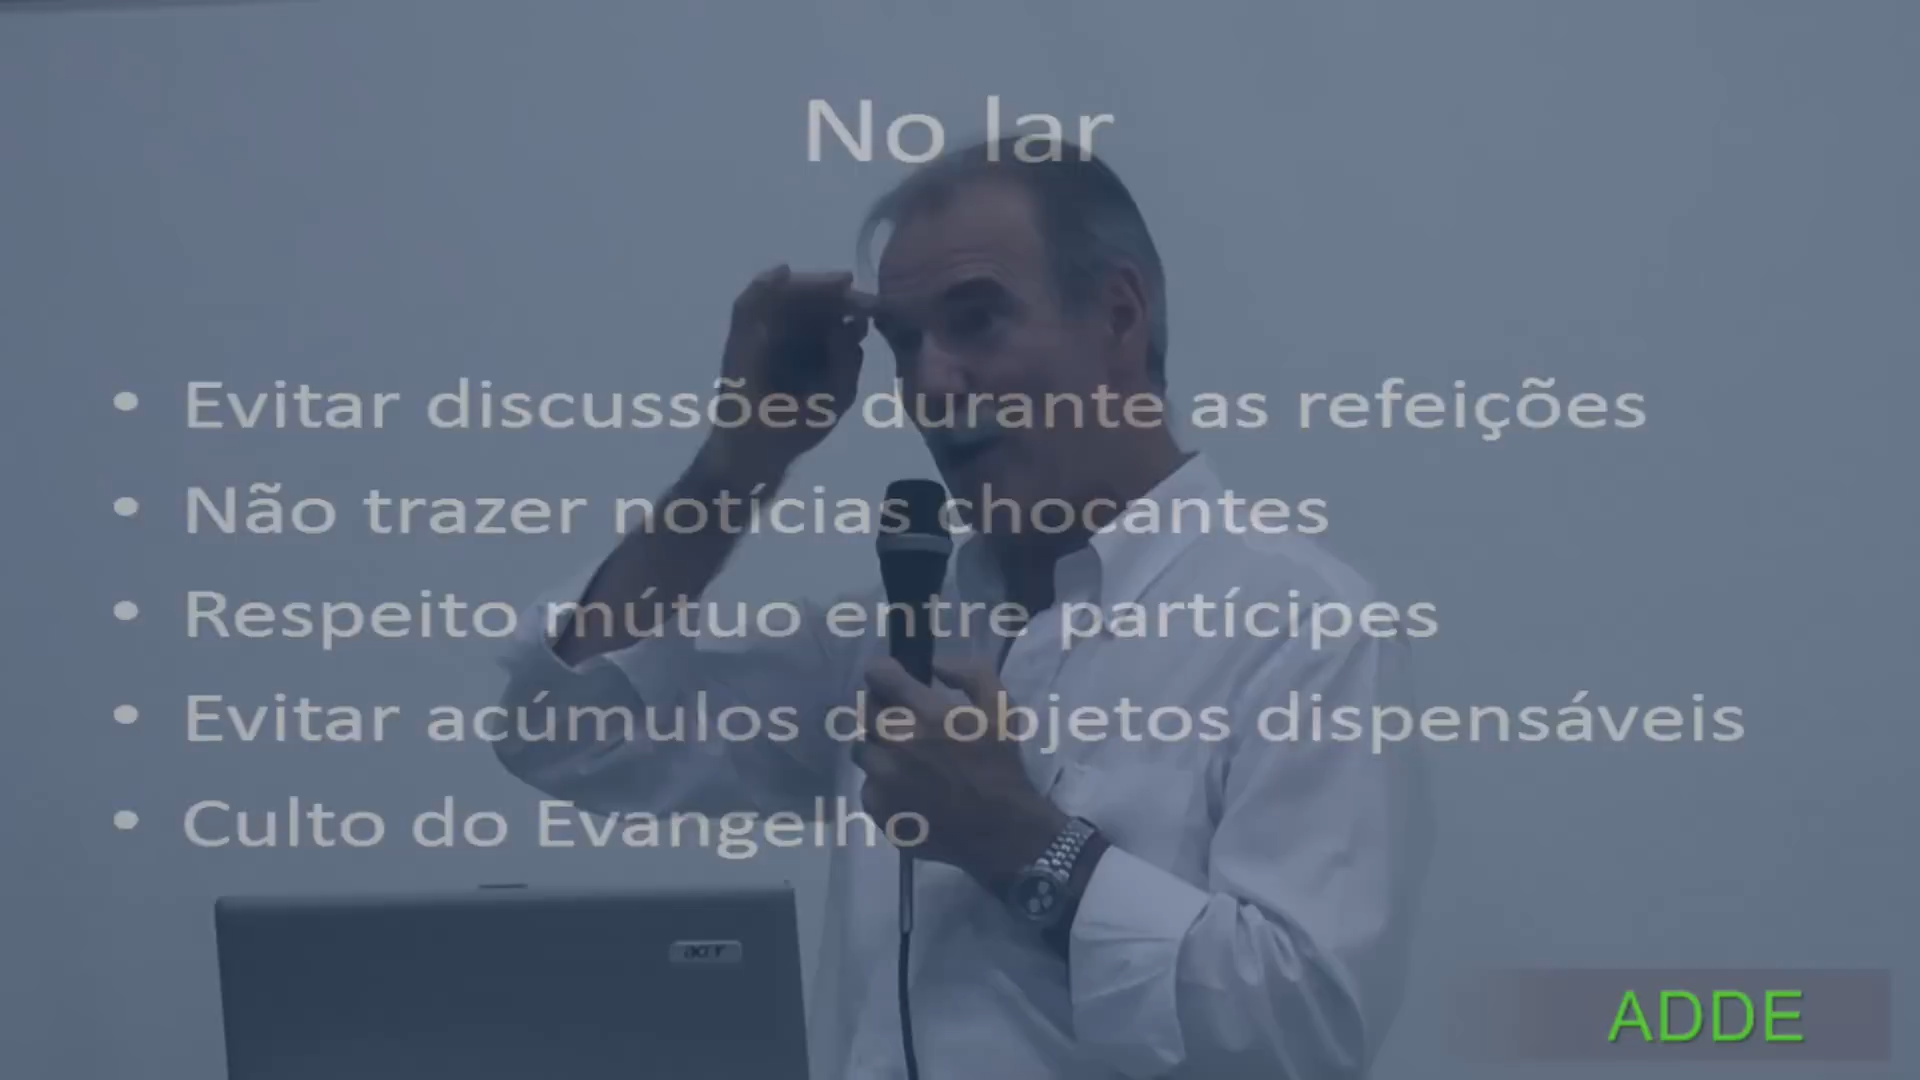 No lar
• Evitar discussões durante as refeições
• Não trazer notícias chocantes
• Respeito mútuo entre partícipes
• Evitar acúmulos de objetos dispensáveis
• Culto do Evangelho
acer
ADDE